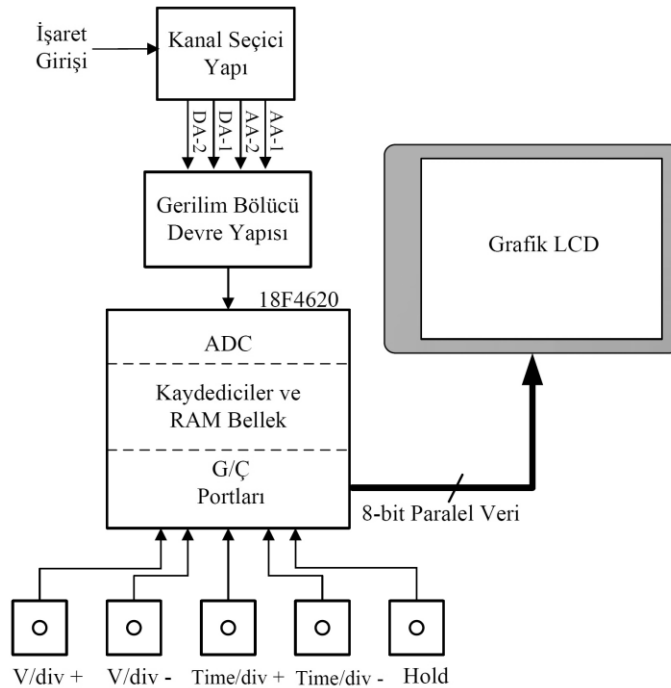 İşaret
Girişi
Kanal Seçici
Yapı
DA-2
DA-1
AA-2
AA-1
Gerilim Bölücü
Devre Yapısı
Grafik LCD
18F4620
ADC
Kaydediciler ve
RAM Bellek
G/Ç
Portları
8-bit Paralel Veri
V/div +
V/div -
Time/div +
Time/div -
Hold